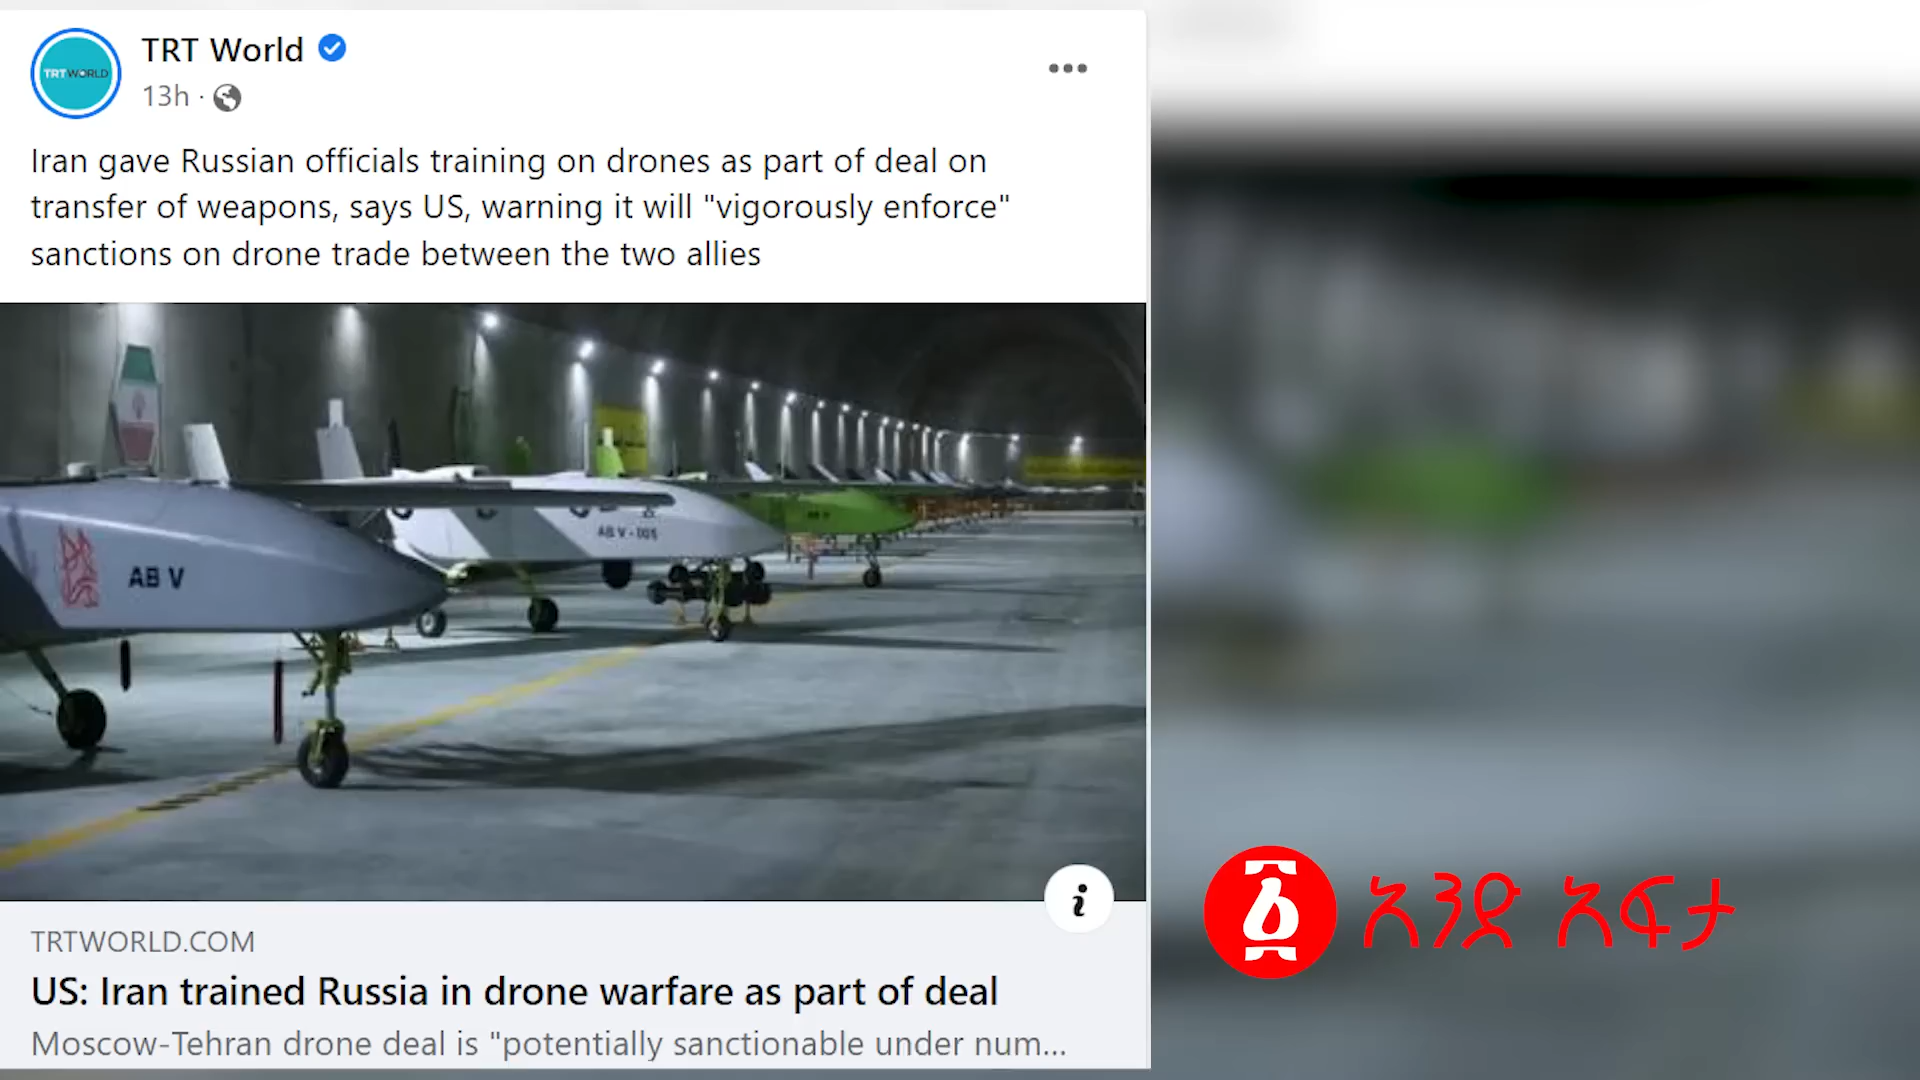 TRT World
TRT WORLD
13h ·
Iran gave Russian officials training on drones as part of deal on
transfer of weapons, says US, warning it will "vigorously enforce"
sanctions on drone trade between the two allies
AB V
AB V - 005
i
TRTWORLD.COM
US: Iran trained Russia in drone warfare as part of deal
Moscow-Tehran drone deal is "potentially sanctionable under num...
፩
አንድ አፍታ